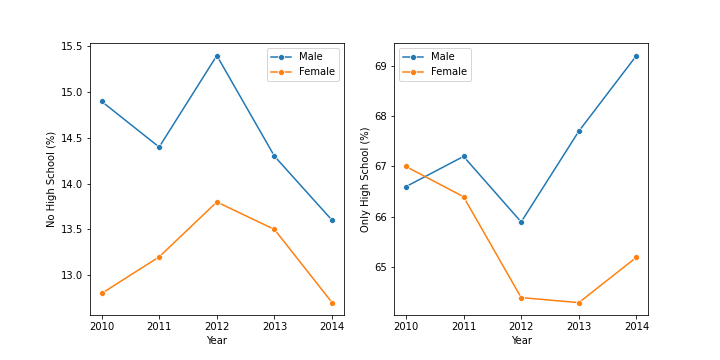 No High School (%)
15.5
15.0
14.5
14.0
13.5
13.0
Male
Female
2010 2011 2012 2013 2014
Year
Only High School (%)
69
68
67
66
65
Male
Female
2010 2011 2012 2013 2014
Year